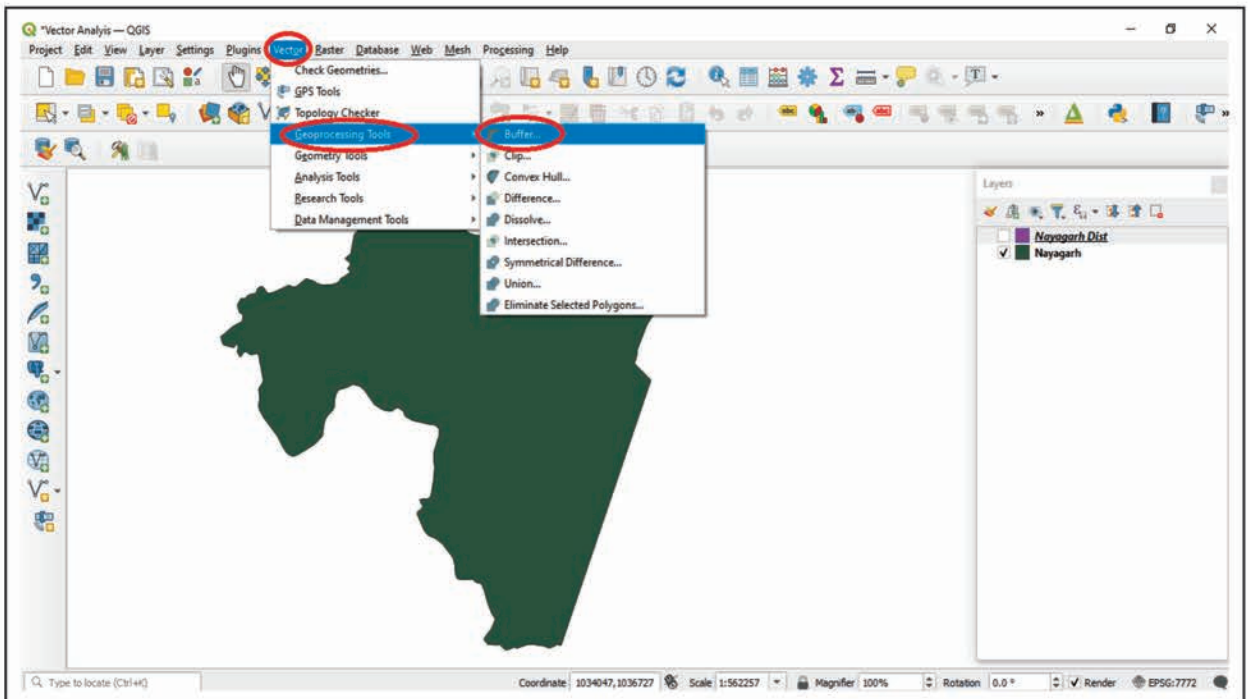 *Vector Analyis — QGIS
Project Edit View Layer Settings Plugins Vector Raster Database Web Mesh Processing Help
Check Geometries...
GPS Tools
Topology Checker
Geoprocessing Tools
Geometry Tools
Analysis Tools
Research Tools
Data Management Tools
Buffer...
Clip...
Convex Hull...
Difference...
Dissolve...
Intersection...
Symmetrical Difference...
Union...
Eliminate Selected Polygons...
Layers
Nayogarh Dist
Nayagarh
Type to locate (Ctrl+K)
Coordinate 1034047,1036727 Scale 1:562257 Magnifier 100% Rotation 0.0 ° Render EPSG:7772